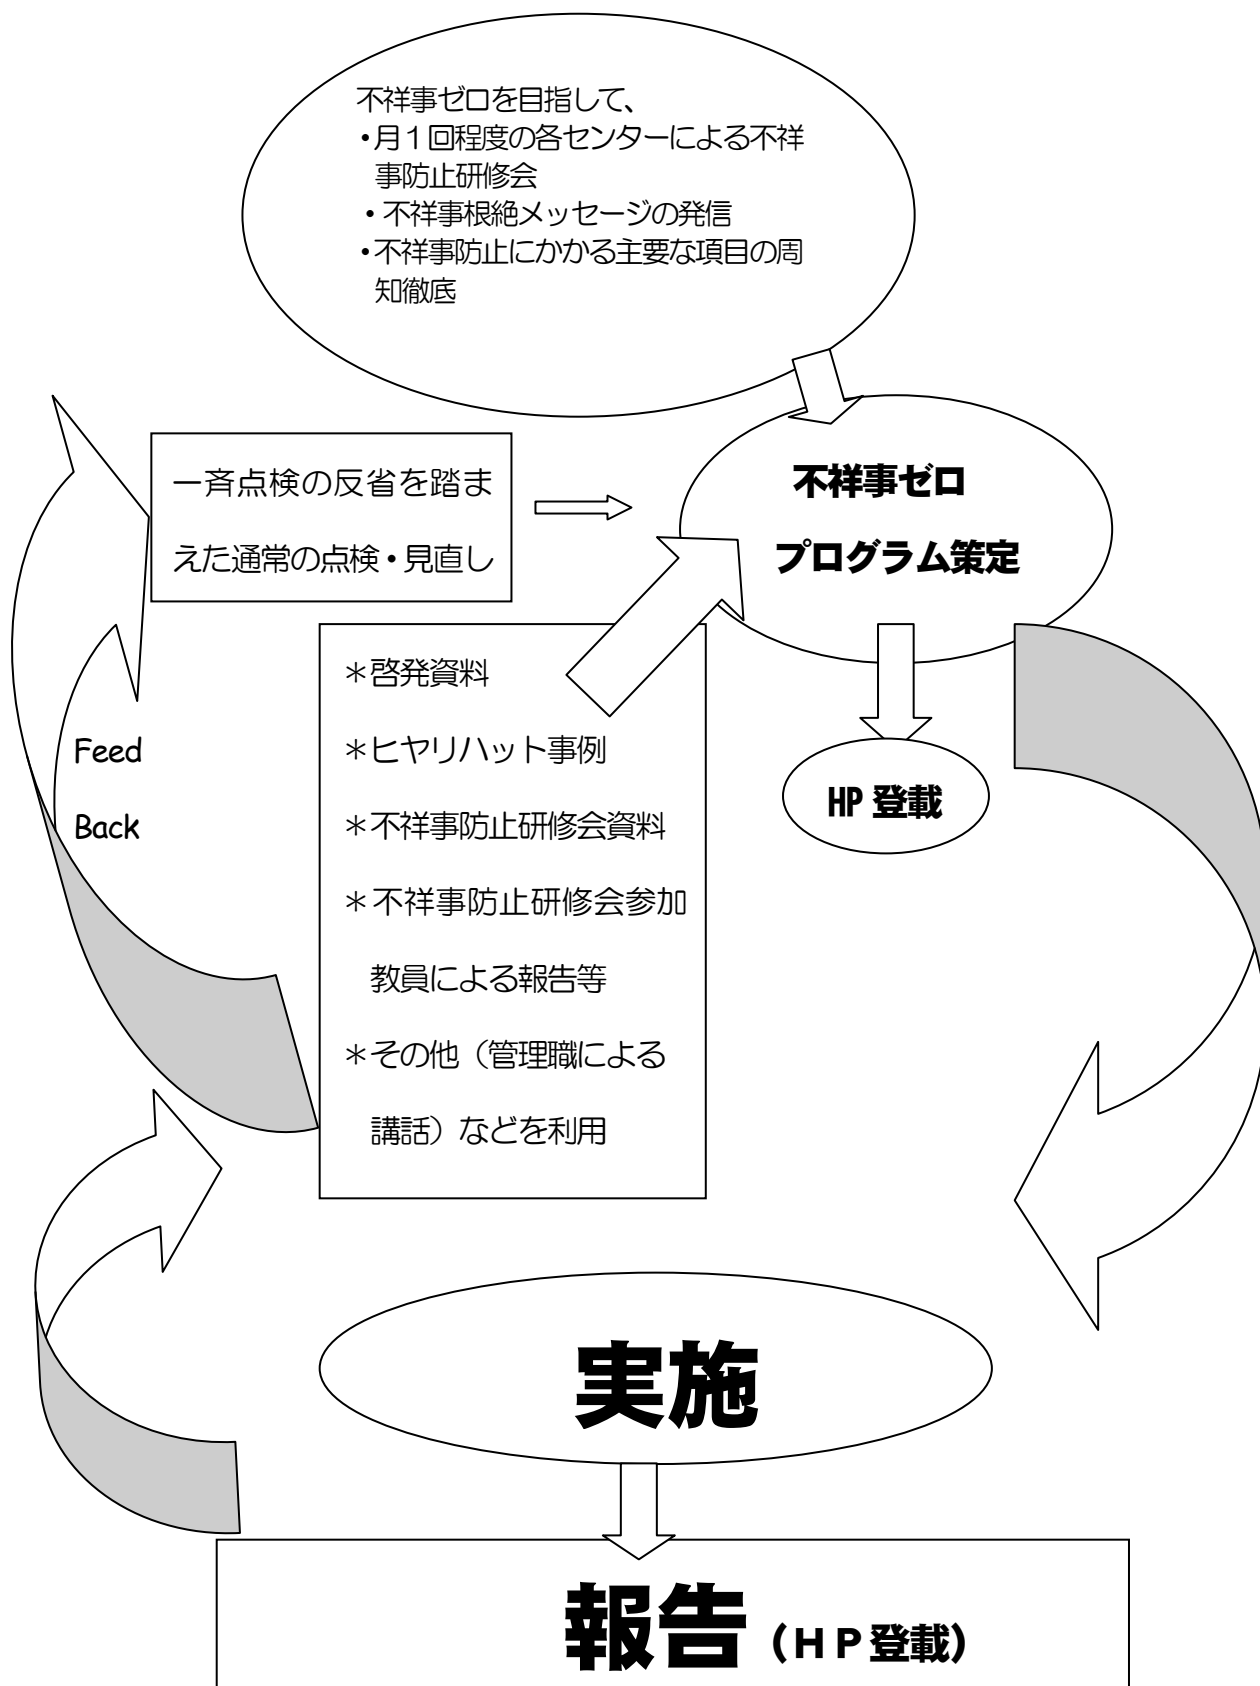 不祥事ゼロを目指して、
・月1回程度の各センターによる不祥
事防止研修会
・不祥事根絶メッセージの発信
・不祥事防止にかかる主要な項目の周
知徹底
一斉点検の反省を踏ま
えた通常の点検・見直し
不祥事ゼロ
プログラム策定
*啓発資料
*ヒヤリハット事例
*不祥事防止研修会資料
*不祥事防止研修会参加
教員による報告等
*その他（管理職による
講話）などを利用
Feed
Back
HP 登載
実施
報告（ＨＰ登載）